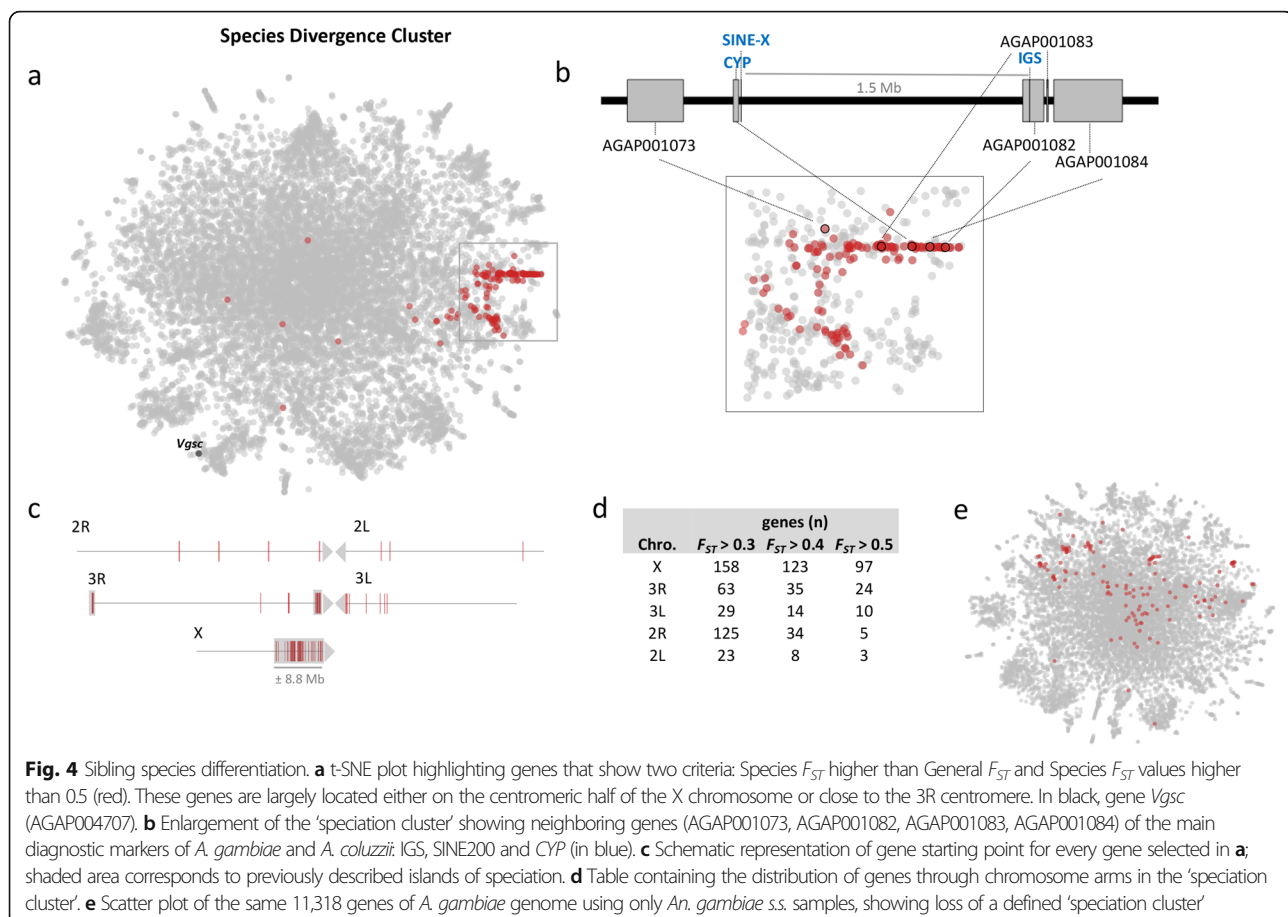 Species Divergence Cluster
a
Vgsc
b
SINE-X
CYP
AGAP001083
IGS
1.5 Mb
AGAP001073
AGAP001082
AGAP001084
c
2R
2L
3R
3L
X
± 8.8 Mb
d
genes (n)
Chro. FST > 0.3 FST > 0.4 FST > 0.5
X 158 123 97
3R 63 35 24
3L 29 14 10
2R 125 34 5
2L 23 8 3
e
Fig. 4 Sibling species differentiation. a t-SNE plot highlighting genes that show two criteria: Species FST higher than General FST and Species FST values higher
than 0.5 (red). These genes are largely located either on the centromeric half of the X chromosome or close to the 3R centromere. In black, gene Vgsc
(AGAP004707). b Enlargement of the ‘speciation cluster’ showing neighboring genes (AGAP001073, AGAP001082, AGAP001083, AGAP001084) of the main
diagnostic markers of A. gambiae and A. coluzzii: IGS, SINE200 and CYP (in blue). c Schematic representation of gene starting point for every gene selected in a;
shaded area corresponds to previously described islands of speciation. d Table containing the distribution of genes through chromosome arms in the ‘speciation
cluster’. e Scatter plot of the same 11,318 genes of A. gambiae genome using only An. gambiae s.s. samples, showing loss of a defined ‘speciation cluster’